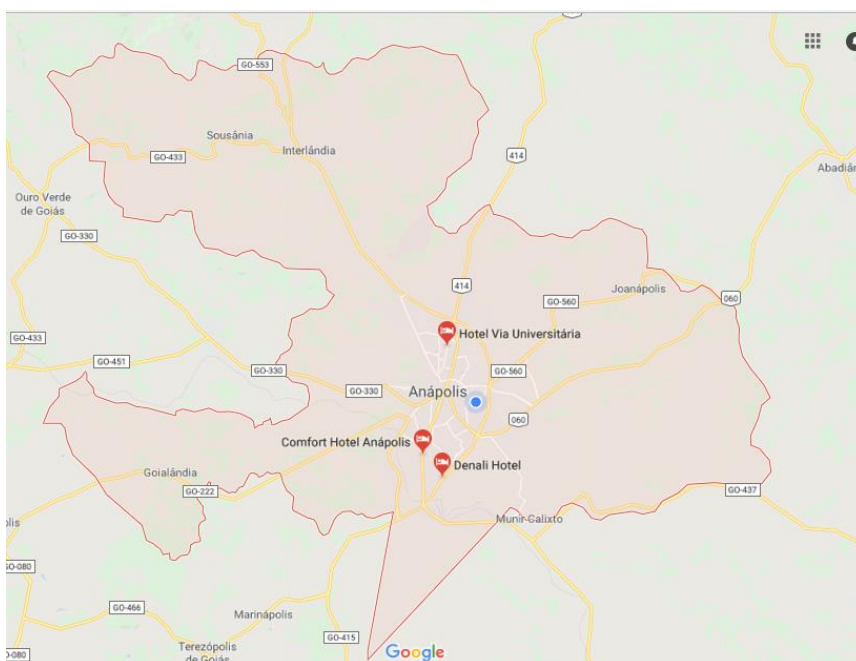 GO-553
Sousânia
Interlândia
GO-433
414
Abadiân
Ouro Verde
de Goiás
GO-330
414
Joanápolis
GO-560
060
Hotel Via Universitária
GO-433
GO-451
GO-330
GO-560
GO-330
Anápolis
060
Comfort Hotel Anápolis
Denali Hotel
Goialândia
GO-222
GO-437
Munir Calixto
olis
GO-080
GO-466
Marinápolis
GO-415
Terezópolis
de Goiás
O-080
Google